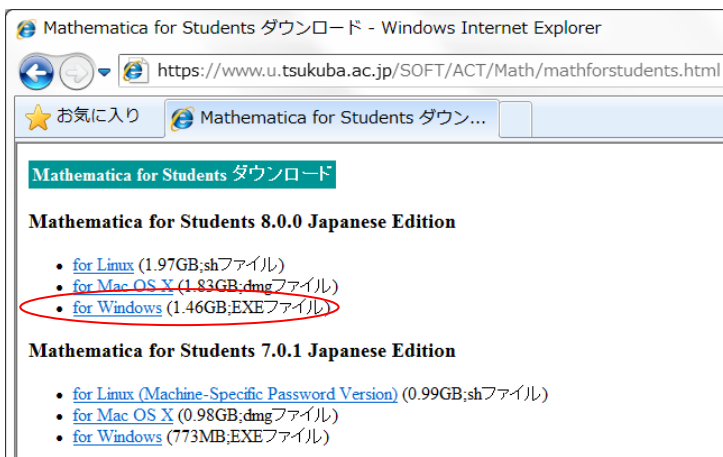 Mathematica for Students ダウンロード - Windows Internet Explorer
https://www.u.tsukuba.ac.jp/SOFT/ACT/Math/mathforstudents.html
お気に入り
Mathematica for Students ダウン...
Mathematica for Students ダウンロード
Mathematica for Students 8.0.0 Japanese Edition
for Linux (1.97GB;shファイル)
for Mac OS X (1.83GB;dmgファイル)
for Windows (1.46GB;EXEファイル)
Mathematica for Students 7.0.1 Japanese Edition
for Linux (Machine-Specific Password Version) (0.99GB;shファイル)
for Mac OS X (0.98GB;dmgファイル)
for Windows (773MB;EXEファイル)